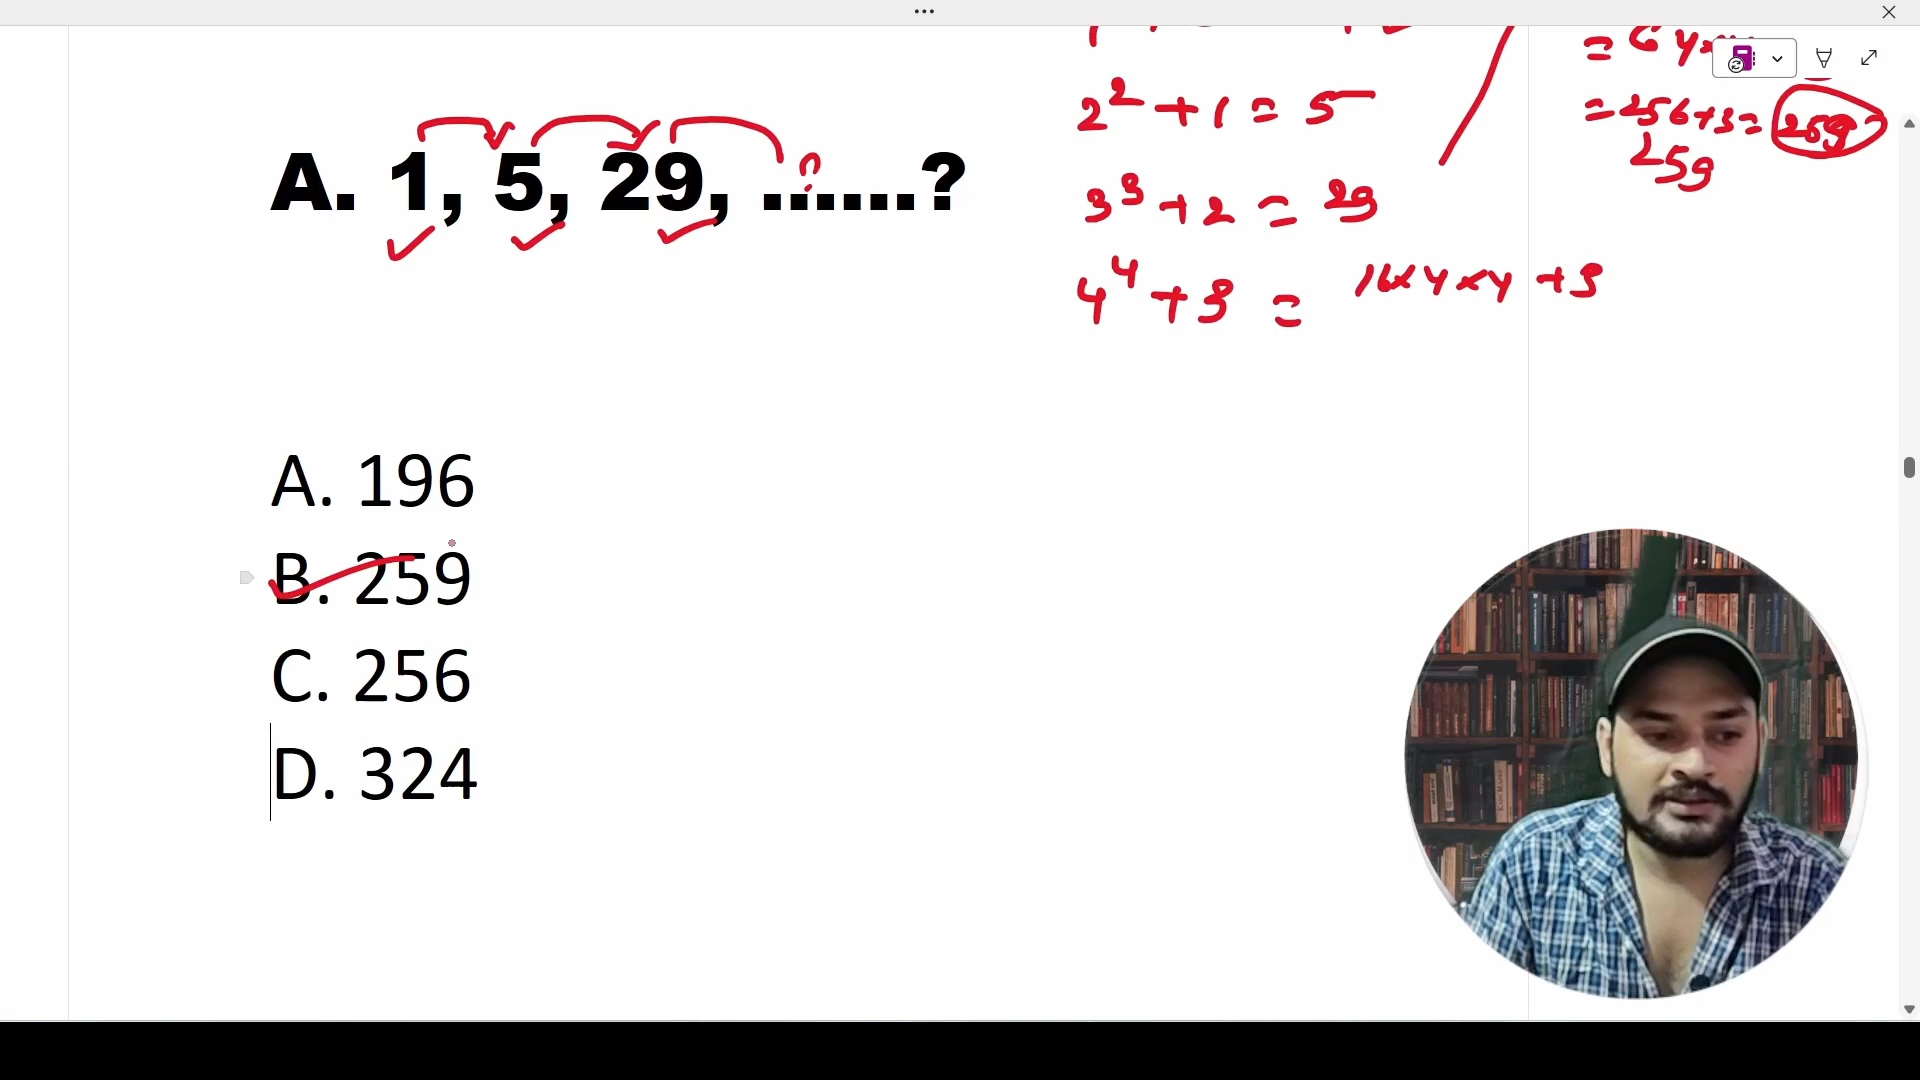 A. 1, 5, 29, ......?
?
2² + 1 = 5
3³ + 2 = 29
4⁴ + 3 = 16×4×4 + 3
= 64×
= 256+3 = 259
259
A. 196
B. 259
C. 256
D. 324